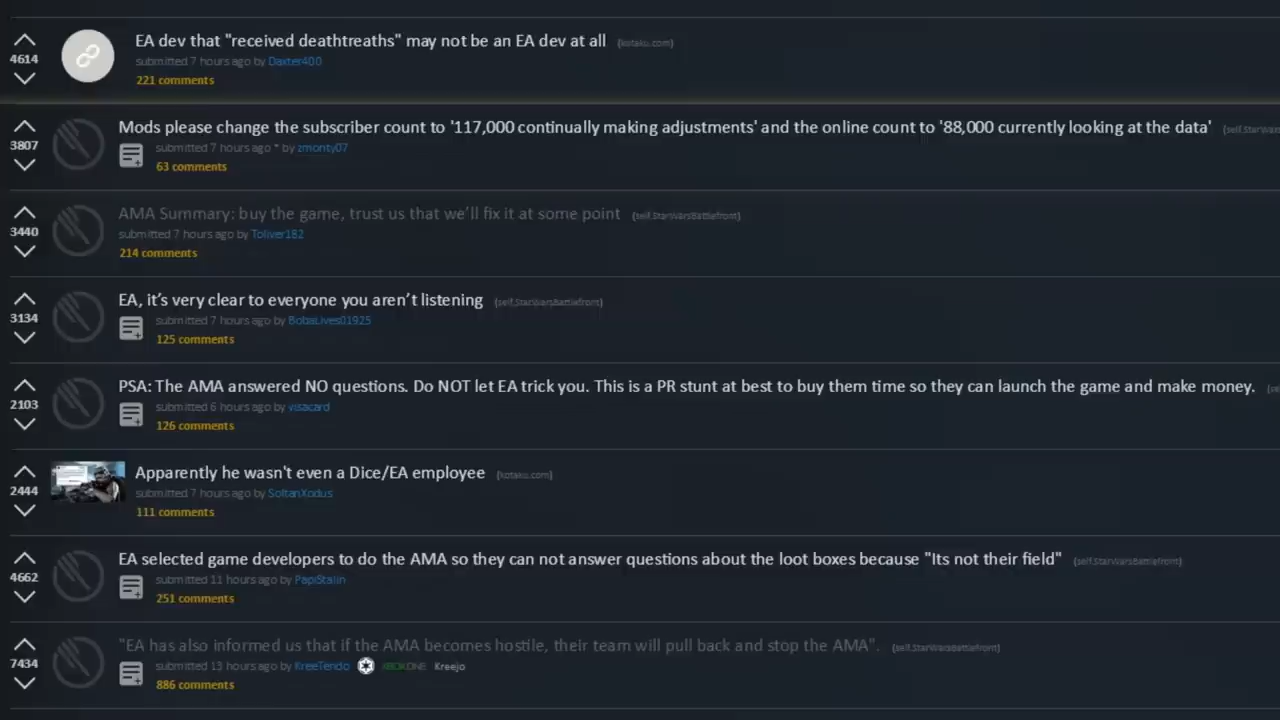 EA dev that "received deathtreaths" may not be an EA dev at all (kotaku.com)
4614
submitted 7 hours ago by Daxter400
221 comments
Mods please change the subscriber count to '117,000 continually making adjustments' and the online count to '88,000 currently looking at the data' (self.StarWars
3807
submitted 7 hours ago * by zmonty07
63 comments
AMA Summary: buy the game, trust us that we'll fix it at some point (self.StarWarsBattlefront)
3440
submitted 7 hours ago by Toliver182
214 comments
EA, it's very clear to everyone you aren't listening (self.StarWarsBattlefront)
3134
submitted 7 hours ago by BobaLives01925
125 comments
PSA: The AMA answered NO questions. Do NOT let EA trick you. This is a PR stunt at best to buy them time so they can launch the game and make money.
2103
submitted 6 hours ago by visacard
126 comments
Apparently he wasn't even a Dice/EA employee (kotaku.com)
2444
submitted 7 hours ago by SoltanXodus
111 comments
EA selected game developers to do the AMA so they can not answer questions about the loot boxes because "Its not their field" (self.StarWarsBattlefront)
4662
submitted 11 hours ago by PapiStalin
251 comments
"EA has also informed us that if the AMA becomes hostile, their team will pull back and stop the AMA". (self.StarWarsBattlefront)
7434
submitted 13 hours ago by KreeTendo XBOXONE Kreejo
886 comments